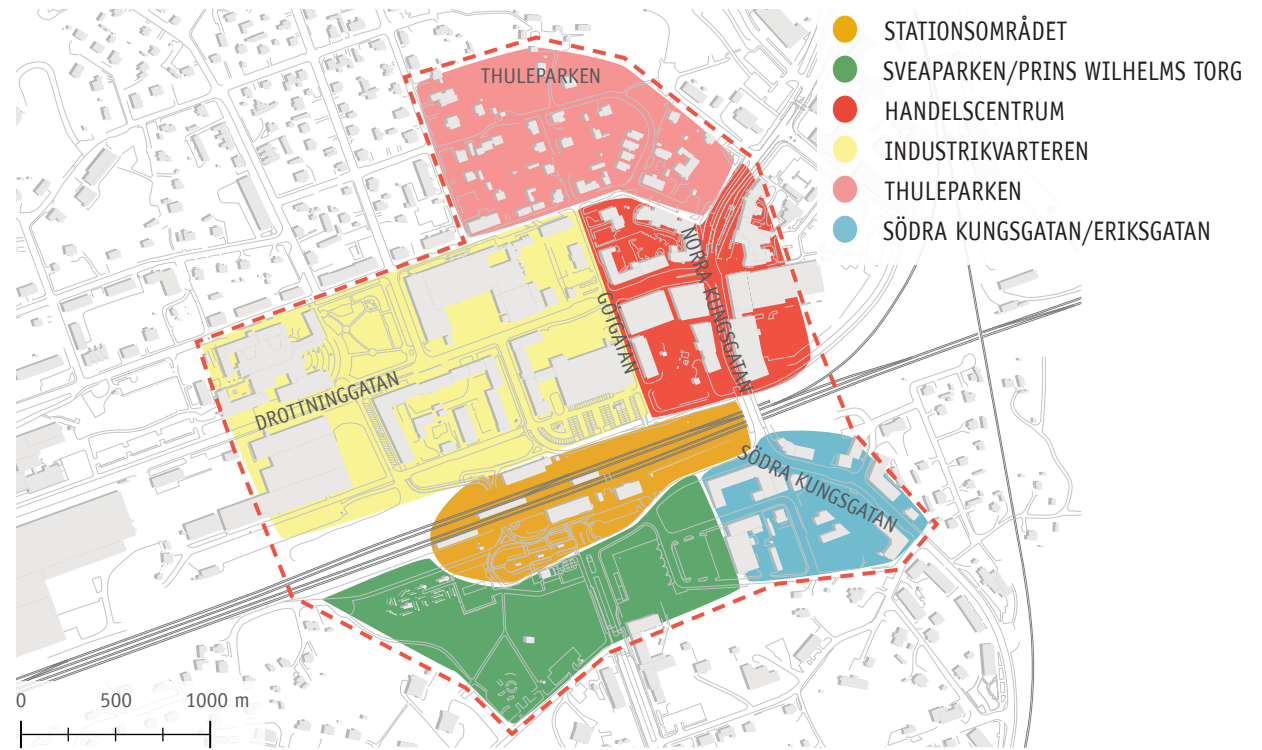 STATIONSOMRÅDET
SVEAPARKEN/PRINS WILHELMS TORG
HANDELSCENTRUM
INDUSTRIKVARTEREN
THULEPARKEN
SÖDRA KUNGSGATAN/ERIKSGATAN
THULEPARKEN
NORRA KUNGSGATAN
GÖTGATAN
DROTTNINGGATAN
SÖDRA KUNGSGATAN
0 500 1000 m